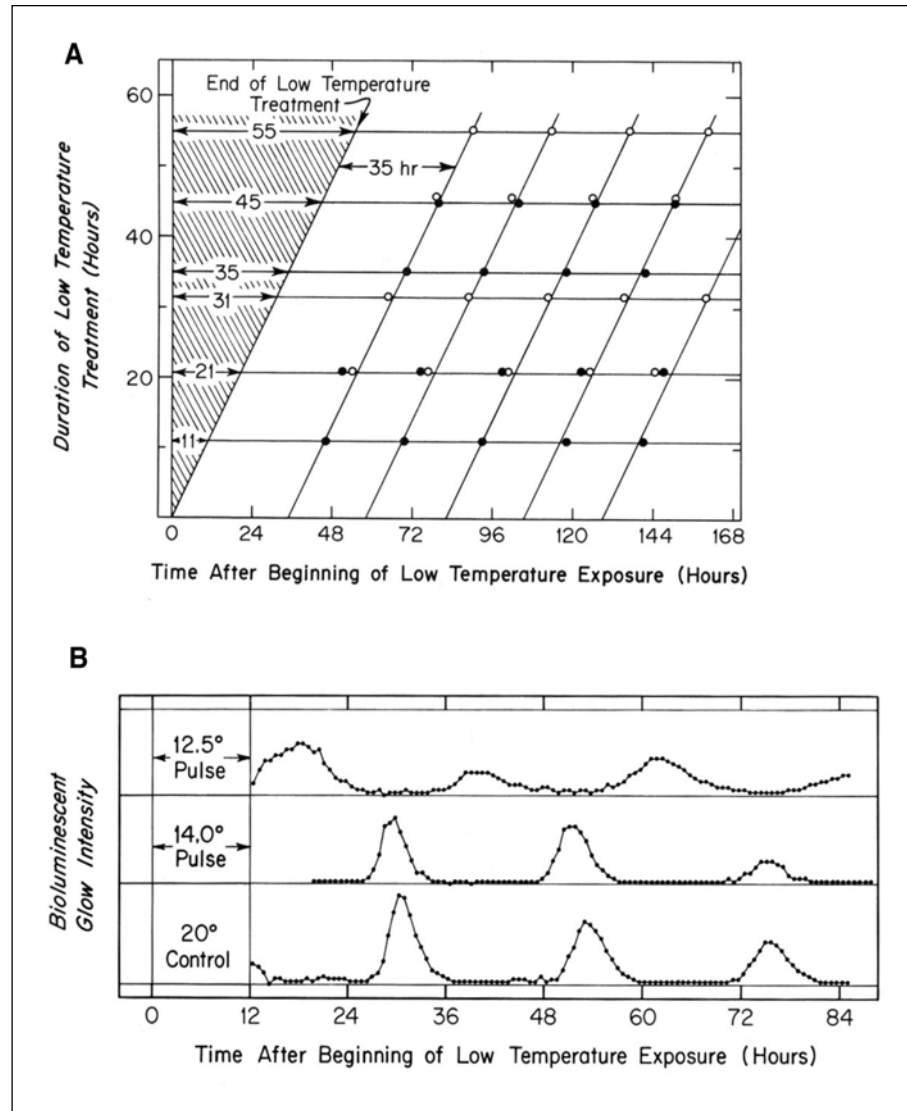 A
End of Low Temperature
Treatment
60
55
35 hr
45
40
35
31
20
21
11
Duration of Low Temperature
Treatment (Hours)
0 24 48 72 96 120 144 168
Time After Beginning of Low Temperature Exposure (Hours)
B
12.5°
Pulse
14.0°
Pulse
20°
Control
Bioluminescent
Glow Intensity
0 12 24 36 48 60 72 84
Time After Beginning of Low Temperature Exposure (Hours)